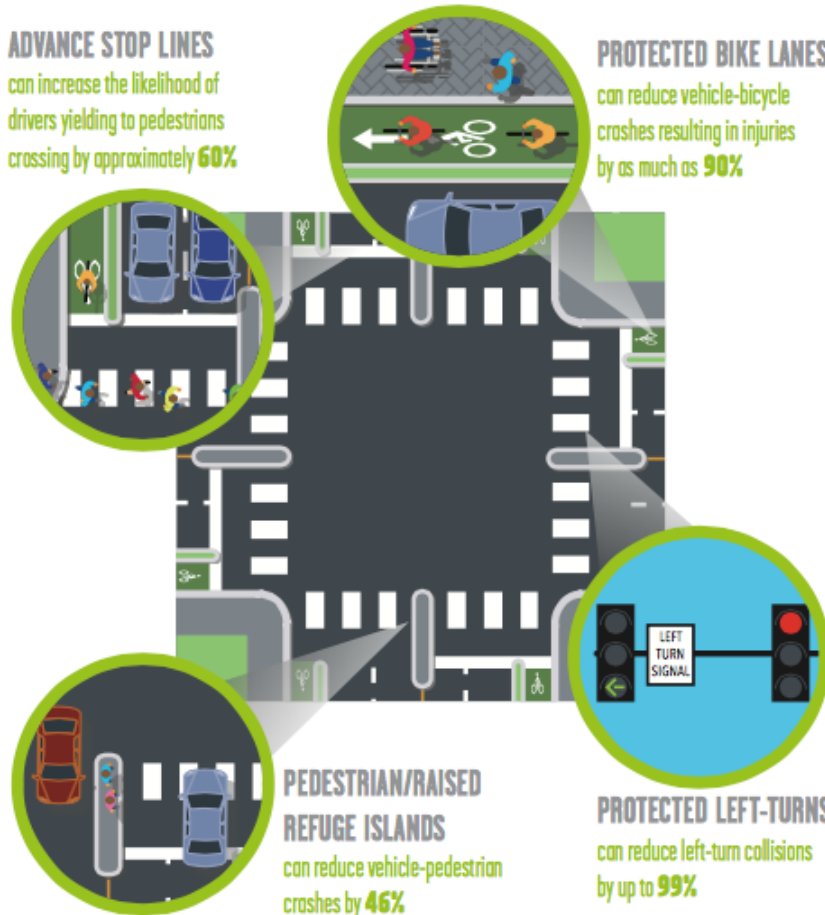 ADVANCE STOP LINES
can increase the likelihood of
drivers yielding to pedestrians
crossing by approximately 60%
PROTECTED BIKE LANES
can reduce vehicle-bicycle
crashes resulting in injuries
by as much as 90%
LEFT
TURN
SIGNAL
PEDESTRIAN/RAISED
REFUGE ISLANDS
can reduce vehicle-pedestrian
crashes by 46%
PROTECTED LEFT-TURNS
can reduce left-turn collisions
by up to 99%